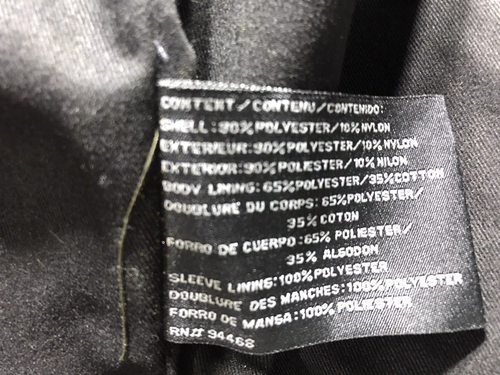 CONTENT/CONTENU/CONTENIDO:
SHELL:90%POLYESTER/10%NYLON
EXTERIEUR:90%POLYESTER/10%NYLON
EXTERIOR:90%POLIESTER/10% NILON
BODY LINING:65%POLYESTER/35%COTTON
DOUBLURE DU CORPS:65%POLYESTER/
35%COTON
FORRO DE CUERPO:65% POLIESTER/
35% ALGODON
SLEEVE LINING:100%POLYESTER
DOUBLURE DES MANCHES:100%POLYESTER
FORRO DE MANGA:100% POLIESTER
RN# 94468